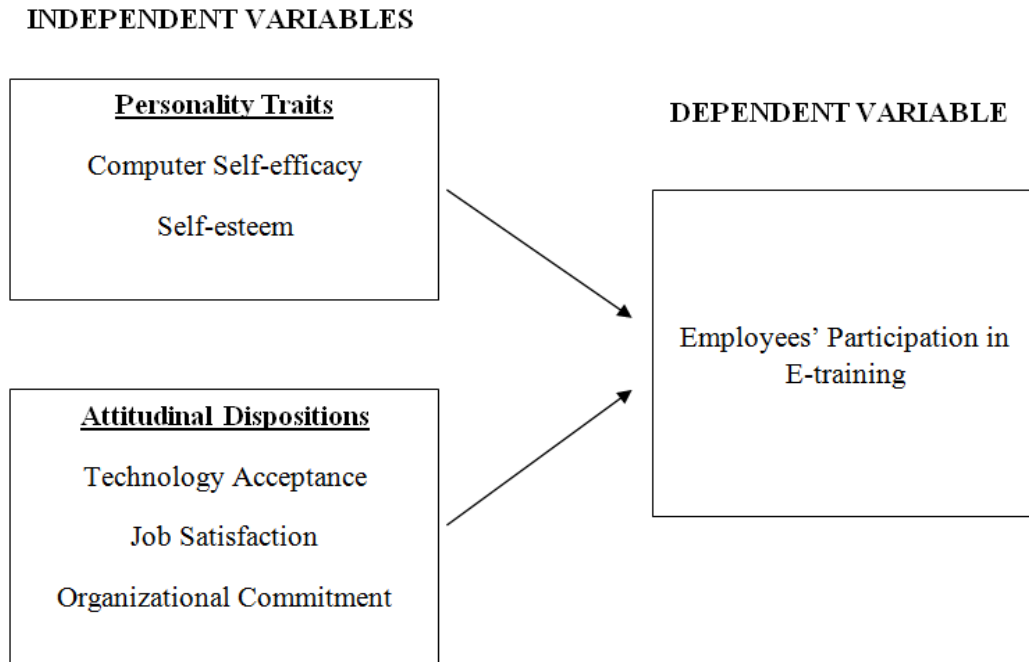 INDEPENDENT VARIABLES
Personality Traits
Computer Self-efficacy
Self-esteem
Attitudinal Dispositions
Technology Acceptance
Job Satisfaction
Organizational Commitment
DEPENDENT VARIABLE
Employees’ Participation in
E-training